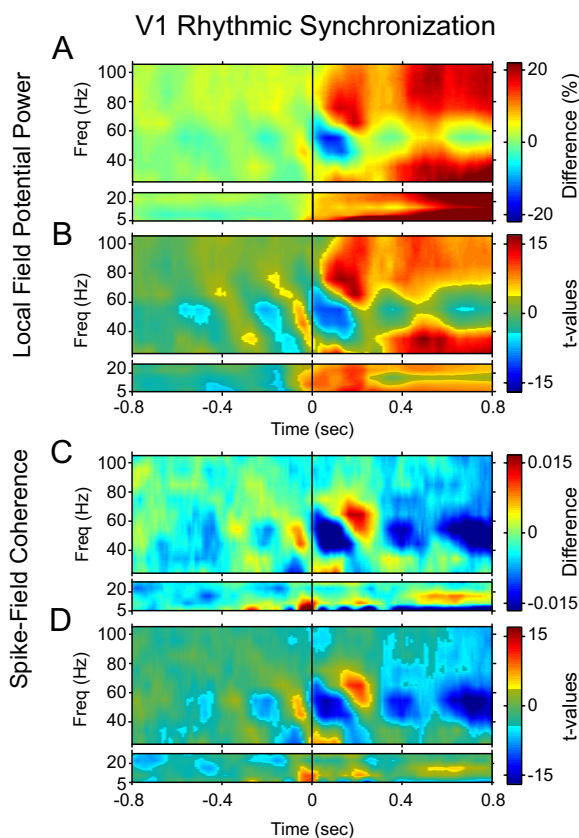 V1 Rhythmic Synchronization
Local Field Potential Power
A
Freq (Hz)
100
80
60
40
20
5
22
0
-22
Difference (%)
B
Freq (Hz)
100
80
60
40
20
5
15
0
-15
t-values
-0.8 -0.4 0 0.4 0.8
Time (sec)
Spike-Field Coherence
C
Freq (Hz)
100
80
60
40
20
5
0.015
0
-0.015
Difference
D
Freq (Hz)
100
80
60
40
20
5
15
0
-15
t-values
-0.8 -0.4 0 0.4 0.8
Time (sec)